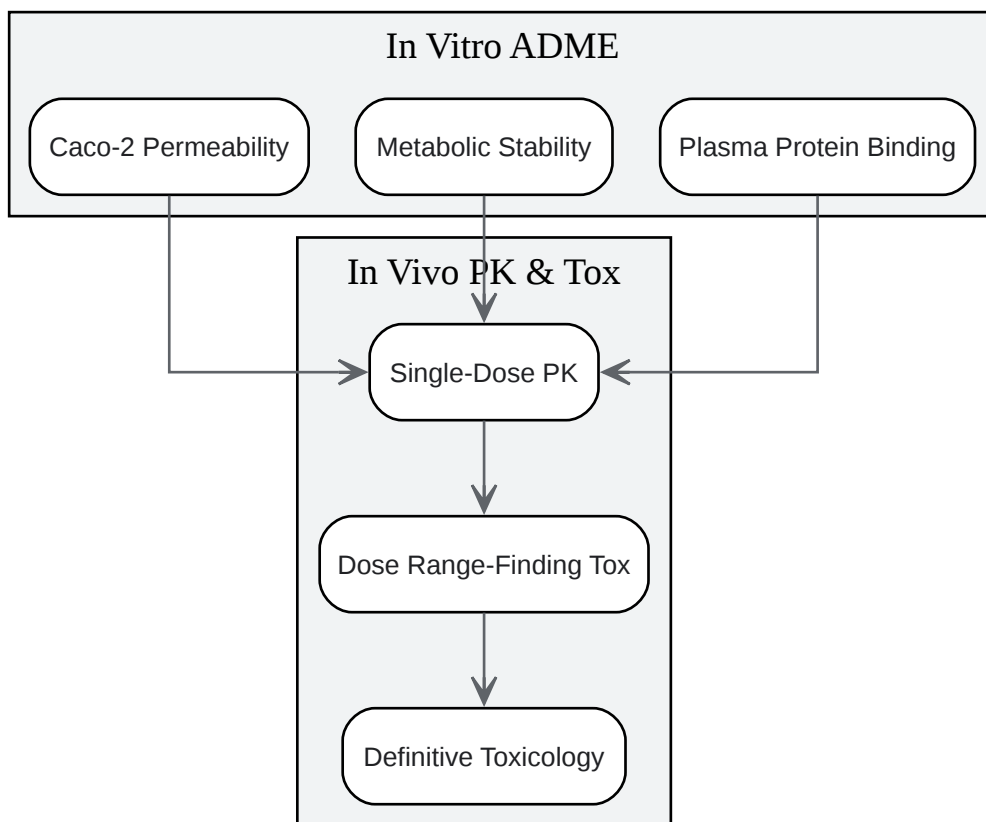 In Vitro ADME
Caco-2 Permeability
Metabolic Stability
Plasma Protein Binding
In Vivo PK & Tox
Single-Dose PK
Dose Range-Finding Tox
Definitive Toxicology